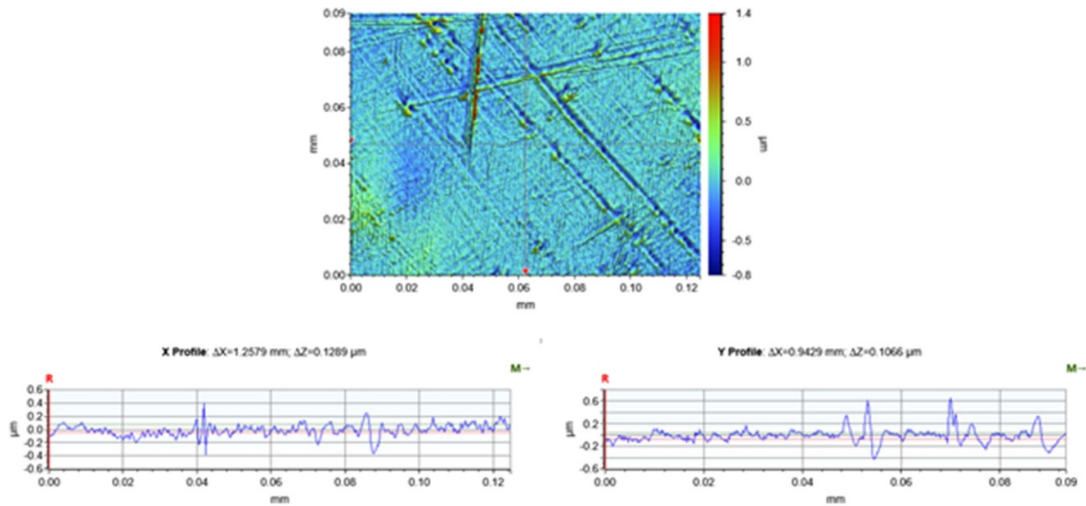 0.09
0.08
0.06
0.04
0.02
0.00
mm
0.00 0.02 0.04 0.06 0.08 0.10 0.12
mm
1.4
1.0
0.5
0.0
-0.5
-0.8
µm
X Profile: ΔX=1.2579 mm; ΔZ=0.1289 µm
M→
R
0.6
0.4
0.2
0.0
-0.2
-0.4
-0.6
µm
0.00 0.02 0.04 0.06 0.08 0.10 0.12
mm
Y Profile: ΔX=0.9429 mm; ΔZ=0.1066 µm
M→
R
0.6
0.2
-0.2
-0.6
µm
0.00 0.02 0.04 0.06 0.08 0.09
mm